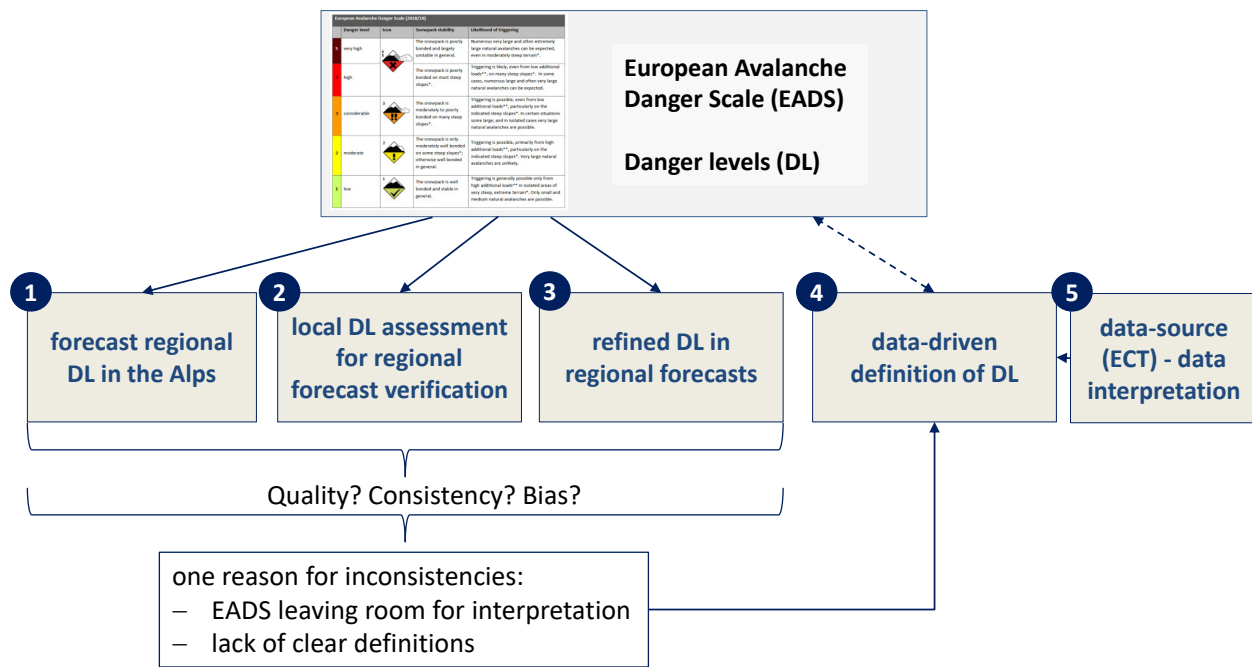 European Avalanche Danger Scale (2018/19)
Danger level Icon Snowpack stability Likelihood of triggering
5 very high
The snowpack is poorly
bonded and largely
unstable in general.
Numerous very large and often extremely
large natural avalanches can be expected,
even in moderately steep terrain*.
4 high
The snowpack is poorly
bonded on most steep
slopes*.
Triggering is likely, even from low additional
loads**, on many steep slopes*. In some
cases, numerous large and often very large
natural avalanches can be expected.
3 considerable
3
The snowpack is
moderately to poorly
bonded on many steep
slopes*.
Triggering is possible, even from low
additional loads**, particularly on the
indicated steep slopes*. In certain situations
some large, and in isolated cases very large
natural avalanches are possible.
2 moderate
2
The snowpack is only
moderately well bonded
on some steep slopes*;
otherwise well bonded
in general.
Triggering is possible, primarily from high
additional loads**, particularly on the
indicated steep slopes*. Very large natural
avalanches are unlikely.
1 low
1
The snowpack is well
bonded and stable in
general.
Triggering is generally possible only from
high additional loads** in isolated areas of
very steep, extreme terrain*. Only small and
medium natural avalanches are possible.
European Avalanche
Danger Scale (EADS)
Danger levels (DL)
1
forecast regional
DL in the Alps
2
local DL assessment
for regional
forecast verification
3
refined DL in
regional forecasts
4
data-driven
definition of DL
5
data-source
(ECT) - data
interpretation
Quality? Consistency? Bias?
one reason for inconsistencies:
− EADS leaving room for interpretation
− lack of clear definitions